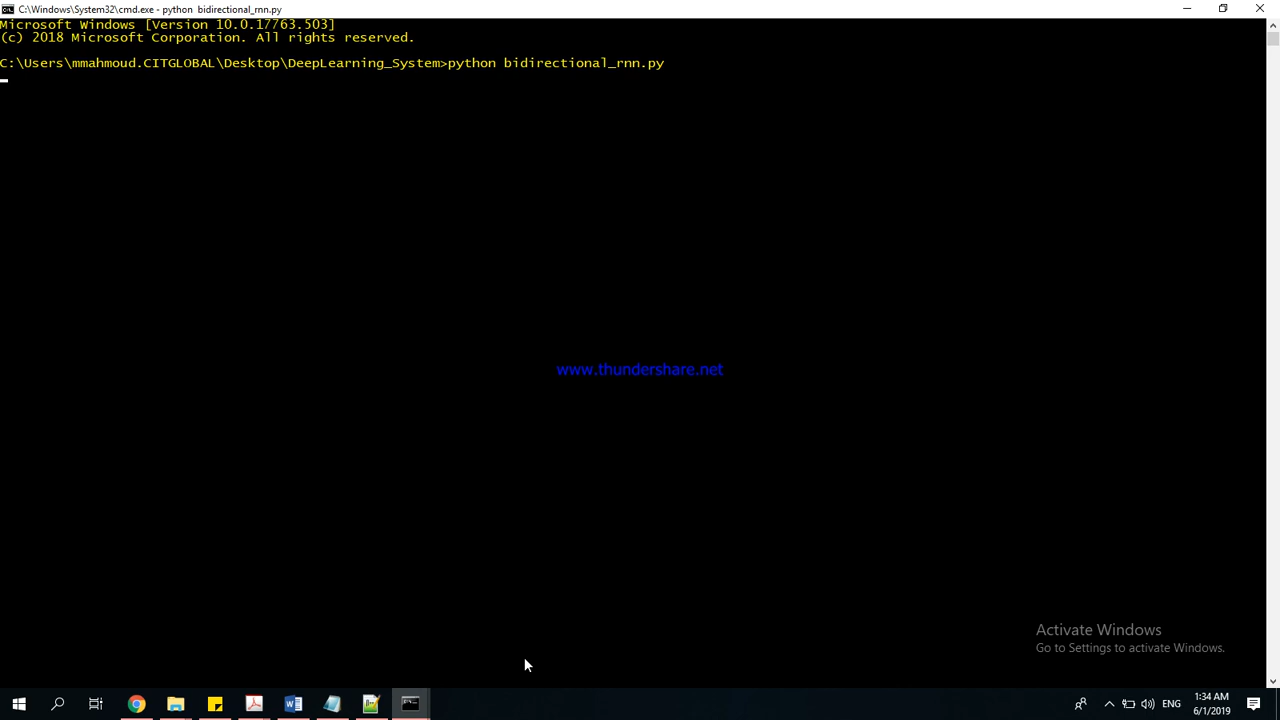 C:\Windows\System32\cmd.exe - python  bidirectional_rnn.py
Microsoft Windows [Version 10.0.17763.503]
(c) 2018 Microsoft Corporation. All rights reserved.
C:\Users\mmahmoud.CITGLOBAL\Desktop\DeepLearning_System>python bidirectional_rnn.py
www.thundershare.net
Activate Windows
Go to Settings to activate Windows.
ENG
1:34 AM
6/1/2019